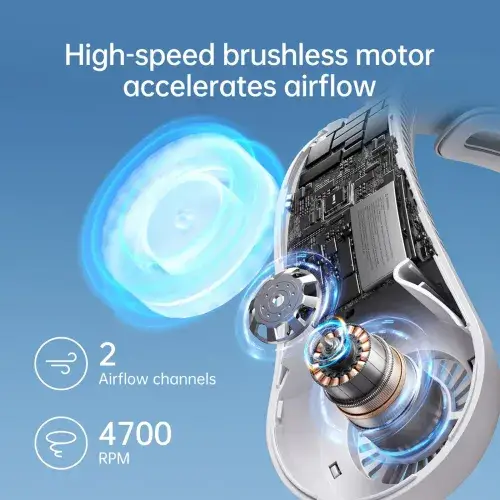 High-speed brushless motor
accelerates airflow
2
Airflow channels
4700
RPM